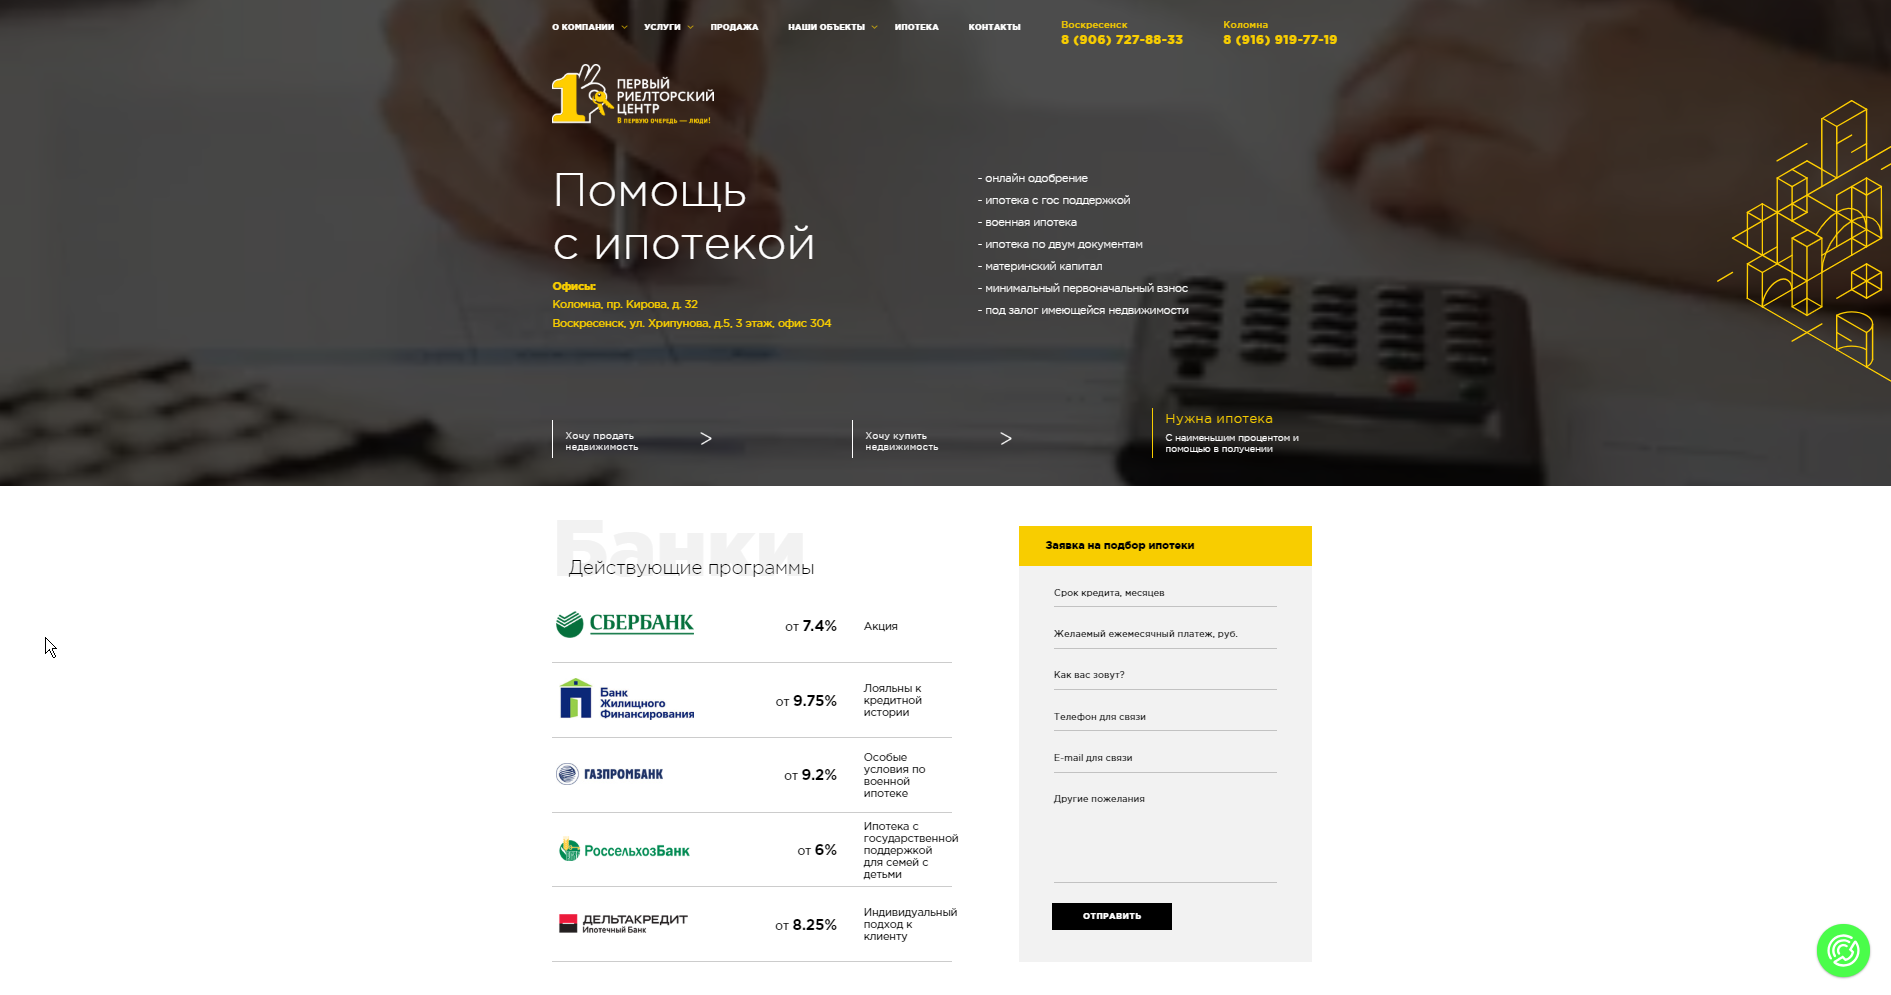 О КОМПАНИИ УСЛУГИ ПРОДАЖА НАШИ ОБЪЕКТЫ ИПОТЕКА КОНТАКТЫ
Воскресенск
8 (906) 727-88-33
Коломна
8 (916) 919-77-19
1
ПЕРВЫЙ
РИЕЛТОРСКИЙ
ЦЕНТР
В первую очередь — люди!
Помощь
с ипотекой
Офисы:
Коломна, пр. Кирова, д. 32
Воскресенск, ул. Хрипунова, д.5, 3 этаж, офис 304
- онлайн одобрение
- ипотека с гос поддержкой
- военная ипотека
- ипотека по двум документам
- материнский капитал
- минимальный первоначальный взнос
- под залог имеющейся недвижимости
Хочу продать
недвижимость
>
Хочу купить
недвижимость
>
Нужна ипотека
С наименьшим процентом и
помощью в получении
Банки
Действующие программы
СБЕРБАНК
от 7.4%
Акция
Банк
Жилищного
Финансирования
от 9.75%
Лояльны к
кредитной
истории
ГАЗПРОМБАНК
от 9.2%
Особые
условия по
военной
ипотеке
РоссельхозБанк
от 6%
Ипотека с
государственной
поддержкой
для семей с
детьми
ДЕЛЬТАКРЕДИТ
Ипотечный Банк
от 8.25%
Индивидуальный
подход к
клиенту
Заявка на подбор ипотеки
Срок кредита, месяцев
Желаемый ежемесячный платеж, руб.
Как вас зовут?
Телефон для связи
E-mail для связи
Другие пожелания
ОТПРАВИТЬ